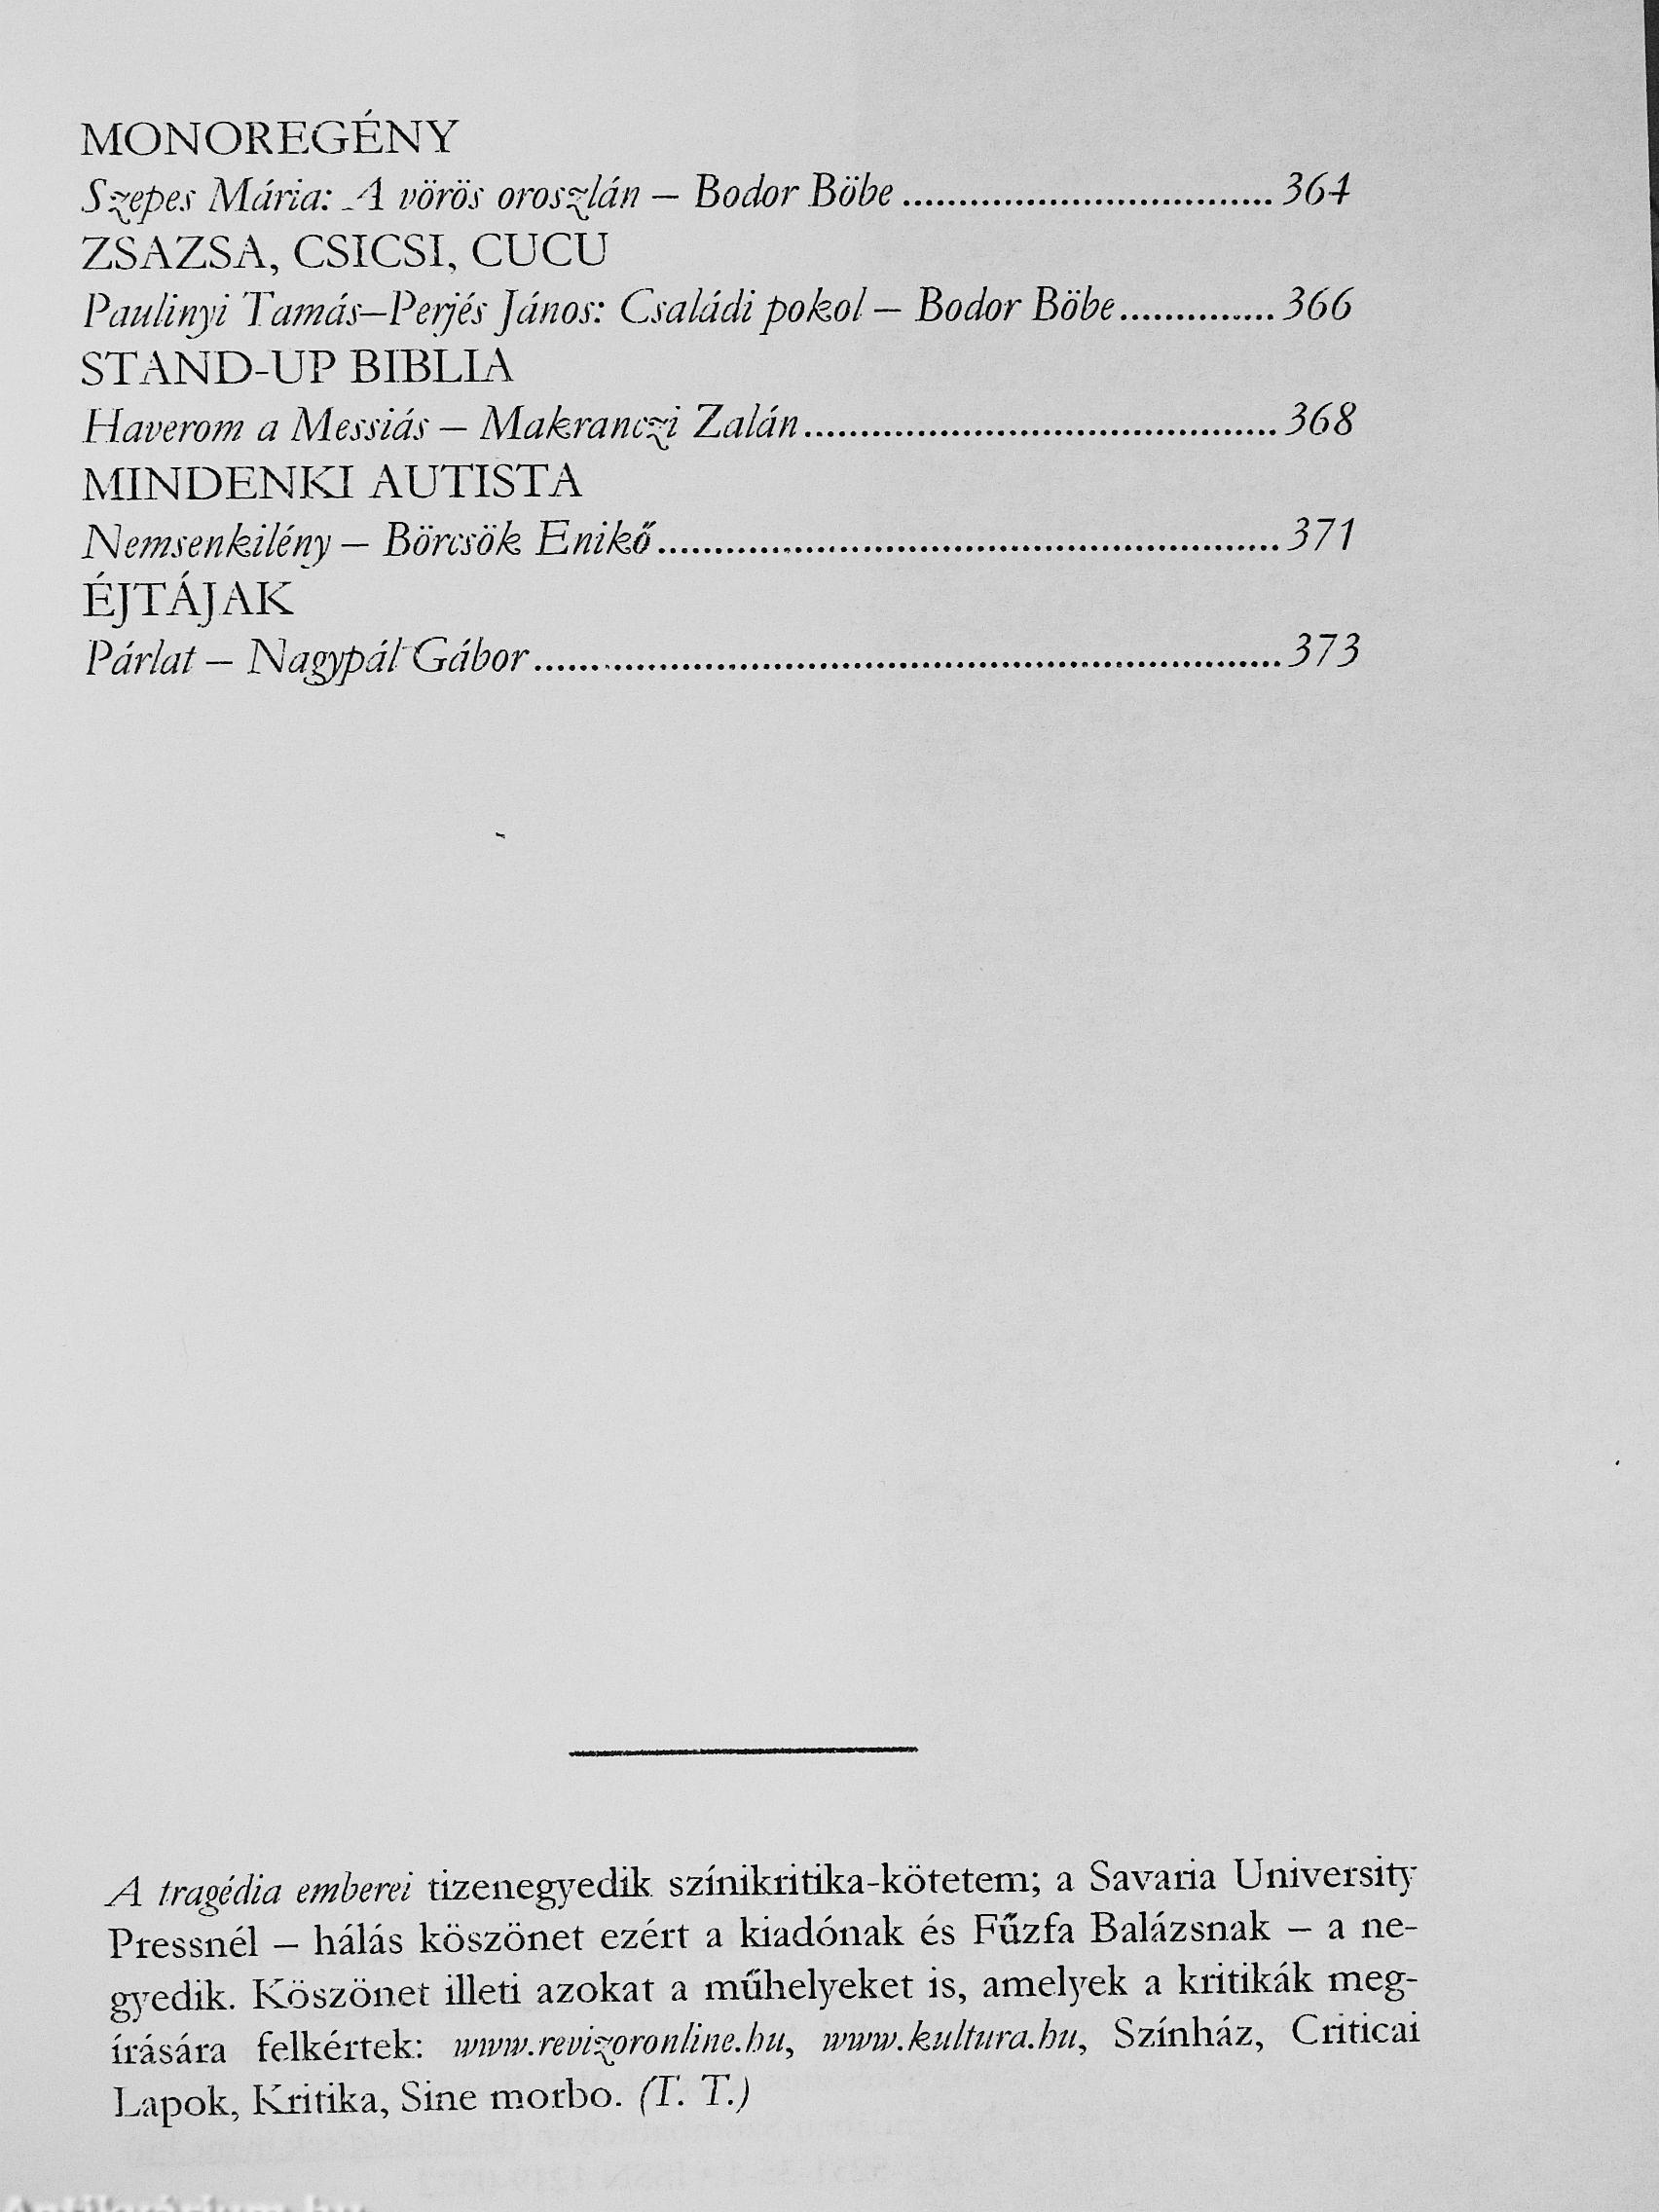 MONOREGÉNY
Szepes Mária: A vörös oroszlán – Bodor Böbe ................................. 364
ZSAZSA, CSICSI, CUCU
Paulinyi Tamás–Perjés János: Családi pokol – Bodor Böbe.............. 366
STAND-UP BIBLIA
Haverom a Messiás – Makranczi Zalán.......................................... 368
MINDENKI AUTISTA
Nemsenkilény – Börcsök Enikő........................................................ 371
ÉJTÁJAK
Párlat – Nagypál Gábor................................................................... 373
A tragédia emberei tizenegyedik színikritika-kötetem; a Savaria University
Pressnél – hálás köszönet ezért a kiadónak és Fűzfa Balázsnak – a ne-
gyedik. Köszönet illeti azokat a műhelyeket is, amelyek a kritikák meg-
írására felkértek: www.revizoronline.hu, www.kultura.hu, Színház, Criticai
Lapok, Kritika, Sine morbo. (T. T.)